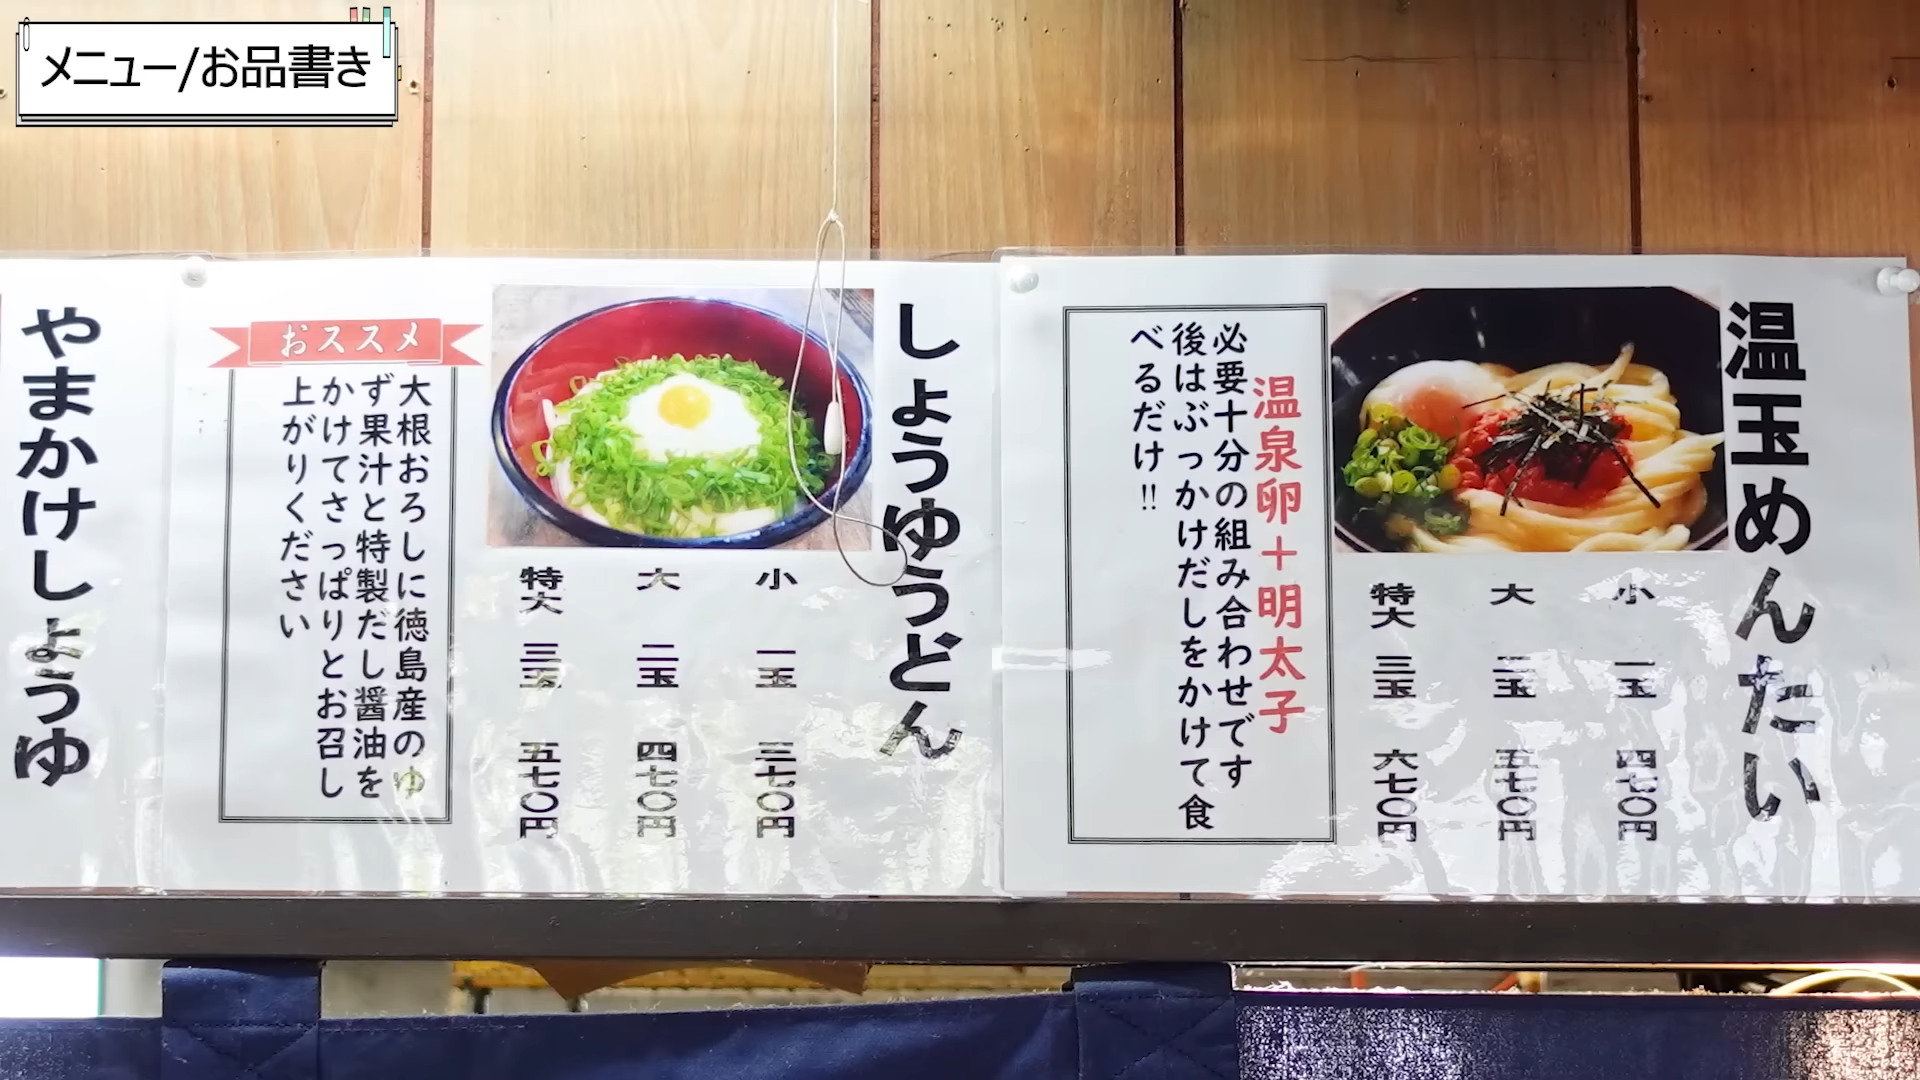 メニュー/お品書き
温玉めんたい
小 一玉 四七〇円
大 二玉 五七〇円
特大 三玉 六七〇円
温泉卵＋明太子
必要十分の組み合わせです
後はぶっかけだしをかけて食
べるだけ!!
しょうゆうどん
小 一玉 三七〇円
大 二玉 四七〇円
特大 三玉 五七〇円
おススメ
大根おろしに徳島産のゆ
ず果汁と特製だし醤油を
かけてさっぱりとお召し
上がりください
やまかけしょうゆ